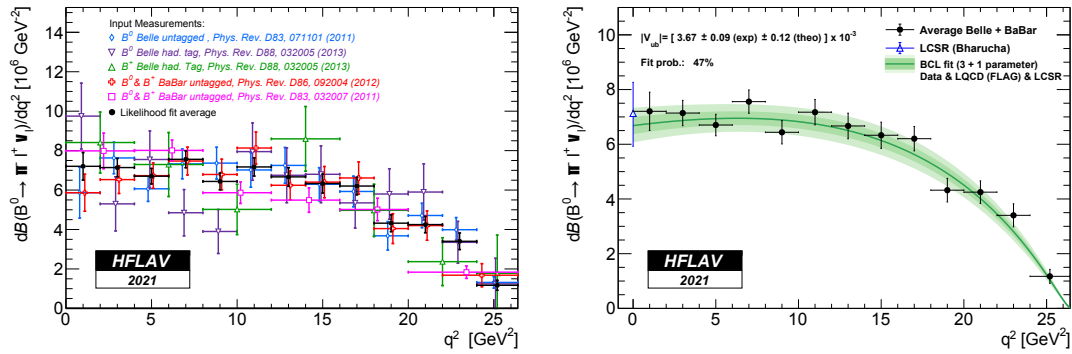 dB(B⁰→ π⁻ l⁺ ν_l)/dq² [10⁶ GeV⁻²]
14
12
10
8
6
4
2
0
Input Measurements:
B⁰ Belle untagged , Phys. Rev. D83, 071101 (2011)
B⁰ Belle had. tag, Phys. Rev. D88, 032005 (2013)
B⁺ Belle had. Tag, Phys. Rev. D88, 032005 (2013)
B⁰ & B⁺ BaBar untagged, Phys. Rev. D86, 092004 (2012)
B⁰ & B⁺ BaBar untagged, Phys. Rev. D83, 032007 (2011)
Likelihood fit average
HFLAV
2021
0 5 10 15 20 25
q² [GeV²]
dB(B⁰→ π⁻ l⁺ ν_l)/dq² [10⁶ GeV⁻²]
10
8
6
4
2
0
|V_ub|= [ 3.67 ± 0.09 (exp) ± 0.12 (theo) ] x 10⁻³
Fit prob.: 47%
Average Belle + BaBar
LCSR (Bharucha)
BCL fit (3 + 1 parameter)
Data & LQCD (FLAG) & LCSR
HFLAV
2021
0 5 10 15 20 25
q² [GeV²]